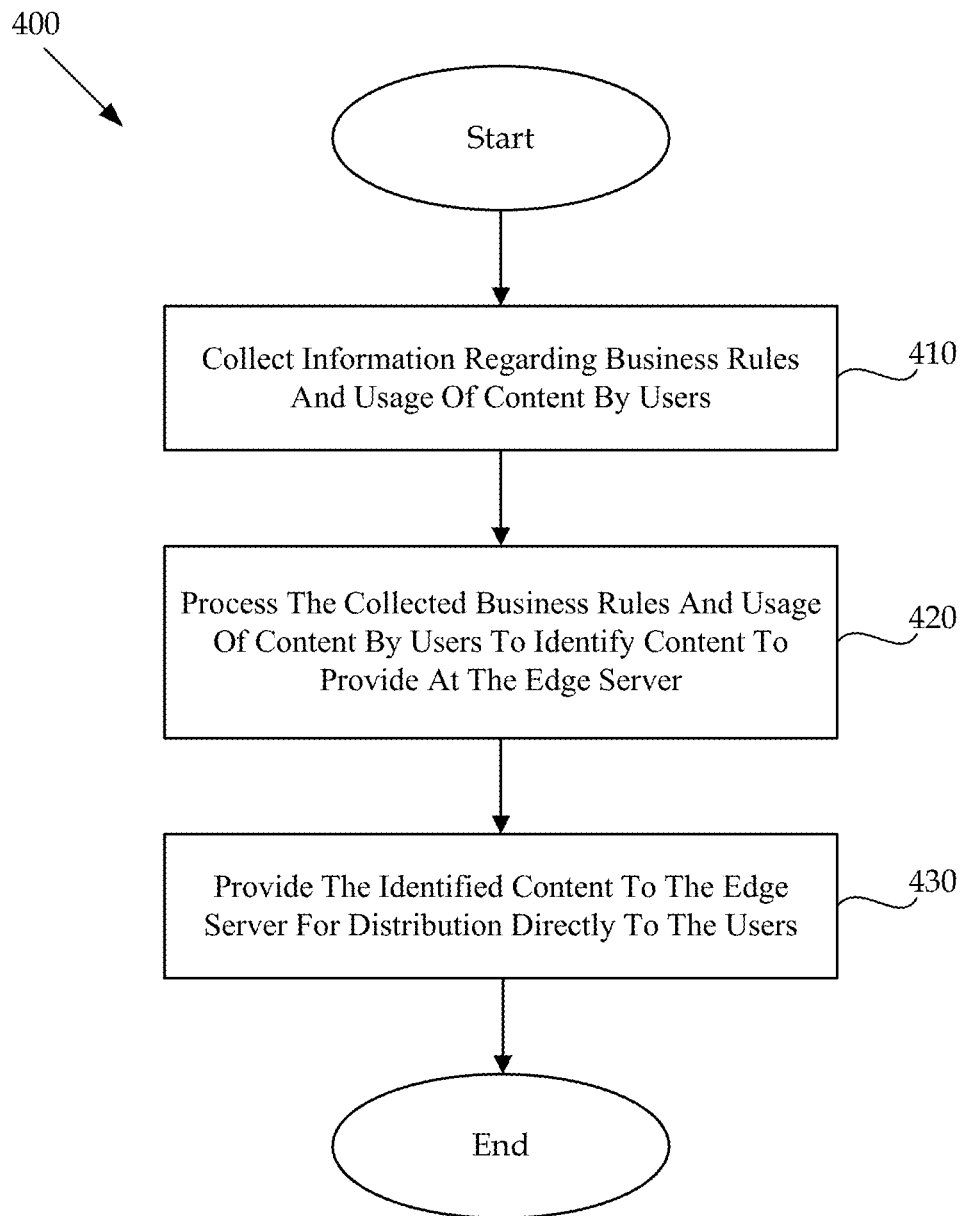 400
Start
Collect Information Regarding Business Rules
And Usage Of Content By Users
410
Process The Collected Business Rules And Usage
Of Content By Users To Identify Content To
Provide At The Edge Server
420
Provide The Identified Content To The Edge
Server For Distribution Directly To The Users
430
End